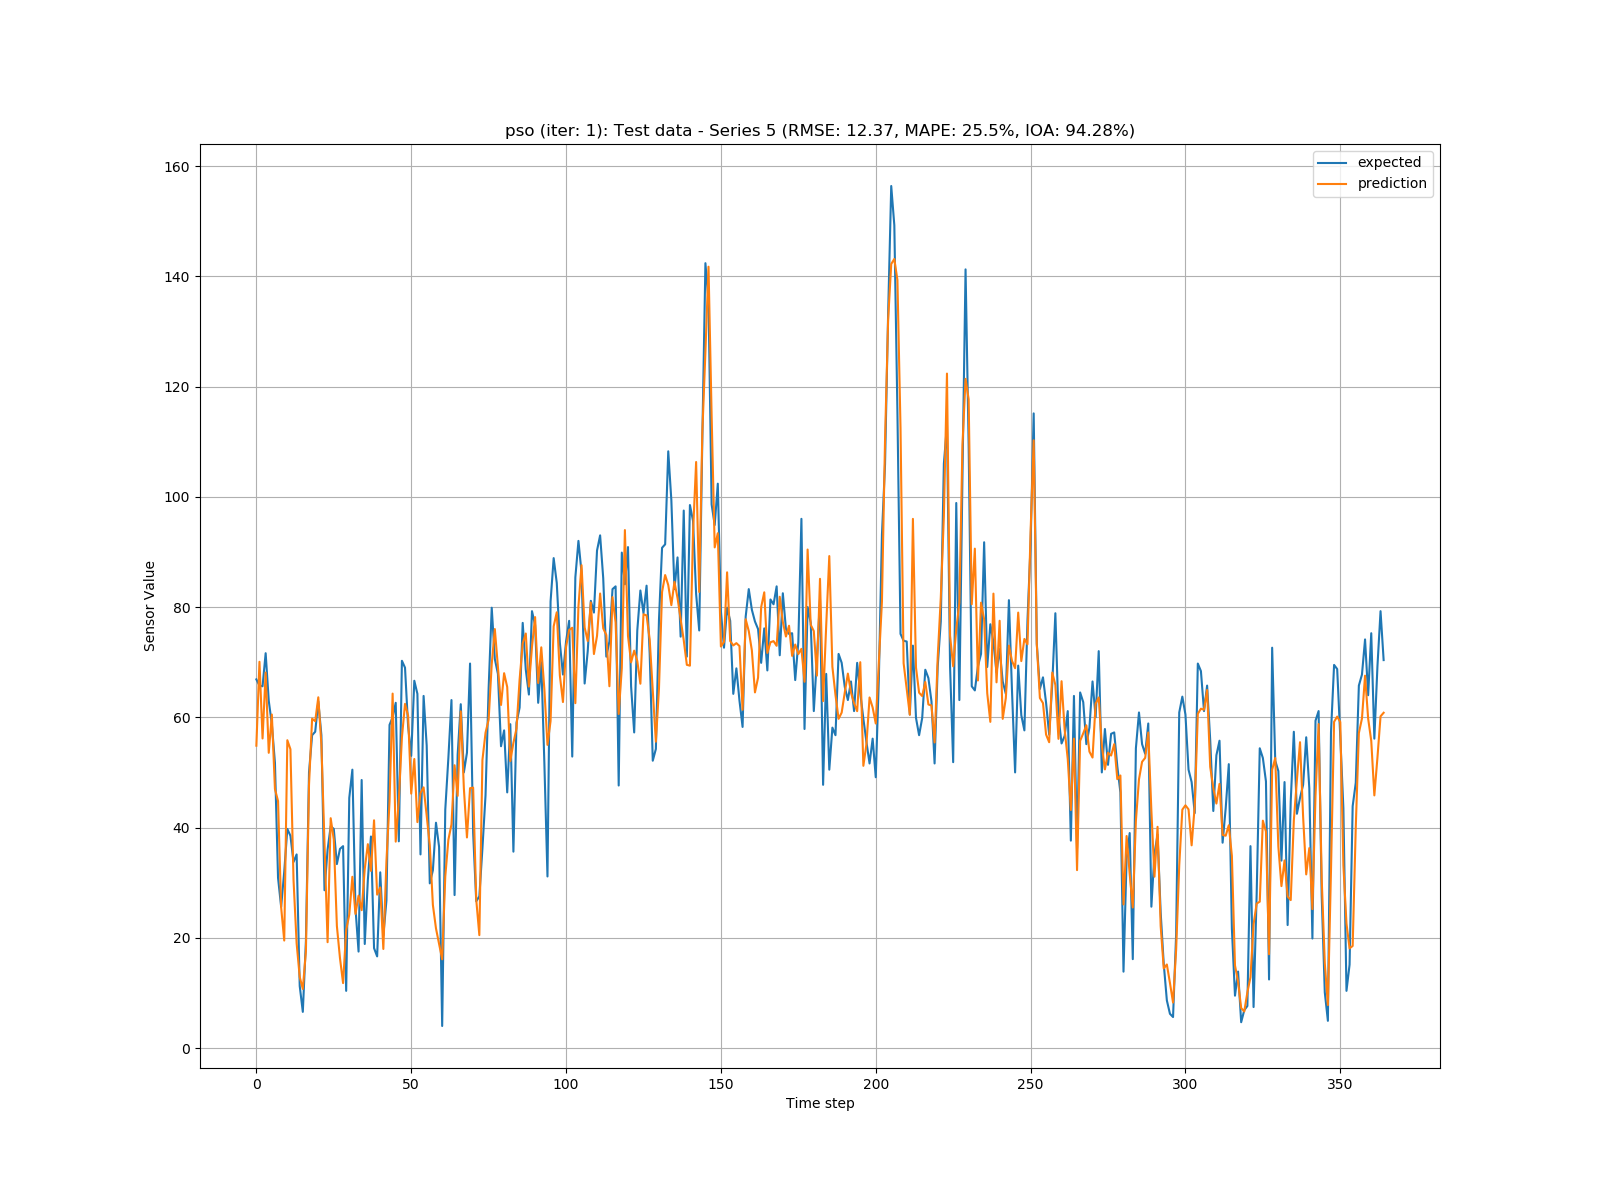 pso (iter: 1): Test data - Series 5 (RMSE: 12.37, MAPE: 25.5%, IOA: 94.28%)
expected
prediction
160
140
120
100
80
60
40
20
0
Sensor Value
0 50 100 150 200 250 300 350
Time step